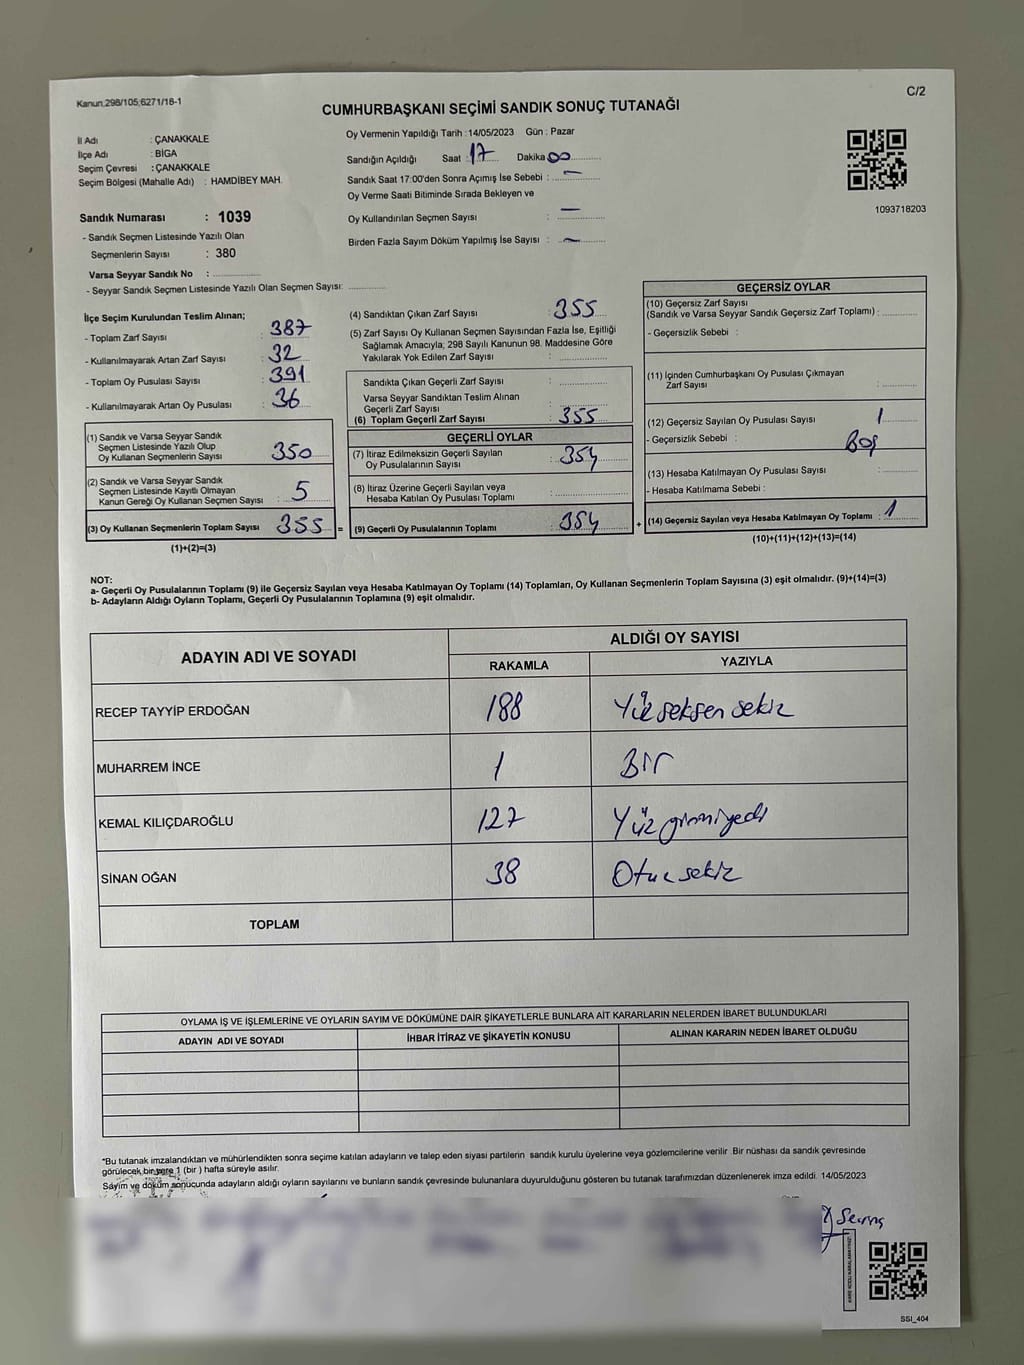 Kanun.298/105;6271/18-1
C/2
CUMHURBAŞKANI SEÇİMİ SANDIK SONUÇ TUTANAĞI
İl Adı : ÇANAKKALE
İlçe Adı : BİGA
Seçim Çevresi : ÇANAKKALE
Seçim Bölgesi (Mahalle Adı) : HAMDİBEY MAH.
Sandık Numarası : 1039
- Sandık Seçmen Listesinde Yazılı Olan
Seçmenlerin Sayısı : 380
Varsa Seyyar Sandık No :
- Seyyar Sandık Seçmen Listesinde Yazılı Olan Seçmen Sayısı:
Oy Vermenin Yapıldığı Tarih : 14/05/2023 Gün : Pazar
Sandığın Açıldığı Saat : 17 Dakika 00
Sandık Saat 17:00'den Sonra Açımış İse Sebebi : —
Oy Verme Saati Bitiminde Sırada Bekleyen ve
Oy Kullandırılan Seçmen Sayısı : —
Birden Fazla Sayım Döküm Yapılmış İse Sayısı : —
1093718203
İlçe Seçim Kurulundan Teslim Alınan;
- Toplam Zarf Sayısı : 387
- Kullanılmayarak Artan Zarf Sayısı : 32
- Toplam Oy Pusulası Sayısı : 391
- Kullanılmayarak Artan Oy Pusulası : 36
(1) Sandık ve Varsa Seyyar Sandık
Seçmen Listesinde Yazılı Olup
Oy Kullanan Seçmenlerin Sayısı : 350
(2) Sandık ve Varsa Seyyar Sandık
Seçmen Listesinde Kayıtlı Olmayan
Kanun Gereği Oy Kullanan Seçmen Sayısı : 5
(3) Oy Kullanan Seçmenlerin Toplam Sayısı : 355 =
(1)+(2)=(3)
(4) Sandıktan Çıkan Zarf Sayısı : 355
(5) Zarf Sayısı Oy Kullanan Seçmen Sayısından Fazla İse, Eşitliği
Sağlamak Amacıyla; 298 Sayılı Kanunun 98. Maddesine Göre
Yakılarak Yok Edilen Zarf Sayısı :
Sandıkta Çıkan Geçerli Zarf Sayısı :
Varsa Seyyar Sandıktan Teslim Alınan
Geçerli Zarf Sayısı :
(6) Toplam Geçerli Zarf Sayısı : 355
GEÇERLİ OYLAR
(7) İtiraz Edilmeksizin Geçerli Sayılan
Oy Pusulalarının Sayısı : 354
(8) İtiraz Üzerine Geçerli Sayılan veya
Hesaba Katılan Oy Pusulası Toplamı :
(9) Geçerli Oy Pusulalarının Toplamı : 354 +
GEÇERSİZ OYLAR
(10) Geçersiz Zarf Sayısı
(Sandık ve Varsa Seyyar Sandık Geçersiz Zarf Toplamı) :
- Geçersizlik Sebebi :
(11) İçinden Cumhurbaşkanı Oy Pusulası Çıkmayan
Zarf Sayısı :
(12) Geçersiz Sayılan Oy Pusulası Sayısı : 1
- Geçersizlik Sebebi : Boş
(13) Hesaba Katılmayan Oy Pusulası Sayısı :
- Hesaba Katılmama Sebebi :
(14) Geçersiz Sayılan veya Hesaba Katılmayan Oy Toplamı : 1
(10)+(11)+(12)+(13)=(14)
NOT:
a- Geçerli Oy Pusulalarının Toplamı (9) ile Geçersiz Sayılan veya Hesaba Katılmayan Oy Toplamı (14) Toplamları, Oy Kullanan Seçmenlerin Toplam Sayısına (3) eşit olmalıdır. (9)+(14)=(3)
b- Adayların Aldığı Oyların Toplamı, Geçerli Oy Pusulalarının Toplamına (9) eşit olmalıdır.
ADAYIN ADI VE SOYADI
ALDIĞI OY SAYISI
RAKAMLA YAZIYLA
RECEP TAYYİP ERDOĞAN 188 Yüz seksen sekiz
MUHARREM İNCE 1 Bir
KEMAL KILIÇDAROĞLU 127 Yüz yirmiyedi
SİNAN OĞAN 38 Otuz sekiz
TOPLAM
OYLAMA İŞ VE İŞLEMLERİNE VE OYLARIN SAYIM VE DÖKÜMÜNE DAİR ŞİKAYETLERLE BUNLARA AİT KARARLARIN NELERDEN İBARET BULUNDUKLARI
ADAYIN ADI VE SOYADI İHBAR İTİRAZ VE ŞİKAYETİN KONUSU ALINAN KARARIN NEDEN İBARET OLDUĞU
*Bu tutanak imzalandıktan ve mühürlendikten sonra seçime katılan adayların ve talep eden siyasi partilerin sandık kurulu üyelerine veya gözlemcilerine verilir. Bir nüshası da sandık çevresinde
görülecek bir yere 1 (bir ) hafta süreyle asılır.
Sayım ve döküm sonucunda adayların aldığı oyların sayılarını ve bunların sandık çevresinde bulunanlara duyurulduğunu gösteren bu tutanak tarafımızdan düzenlenerek imza edildi. 14/05/2023
SSI_404